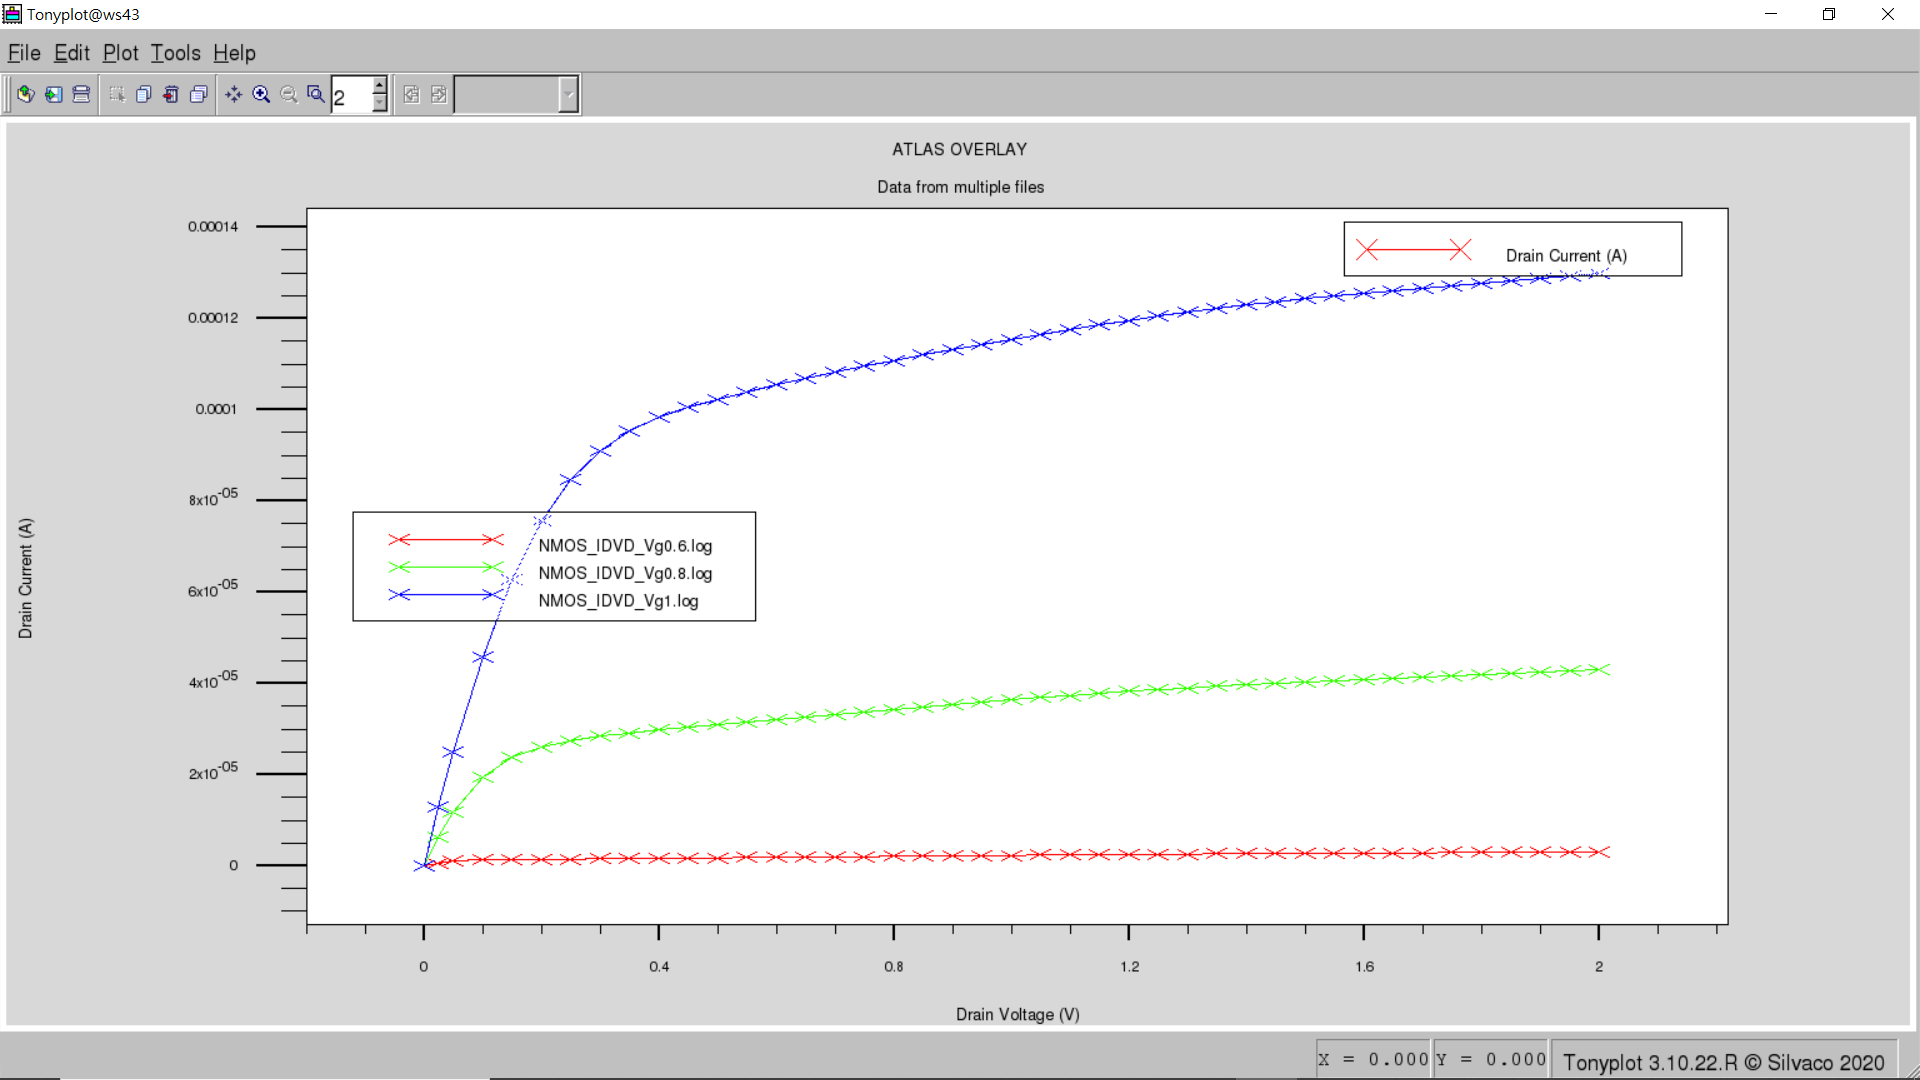 Tonyplot@ws43
File Edit Plot Tools Help
2
ATLAS OVERLAY
Data from multiple files
Drain Current (A)
0.00014
0.00012
0.0001
8x10-05
6x10-05
4x10-05
2x10-05
0
Drain Current (A)
NMOS_IDVD_Vg0.6.log
NMOS_IDVD_Vg0.8.log
NMOS_IDVD_Vg1.log
0 0.4 0.8 1.2 1.6 2
Drain Voltage (V)
X = 0.000 Y = 0.000 Tonyplot 3.10.22.R © Silvaco 2020